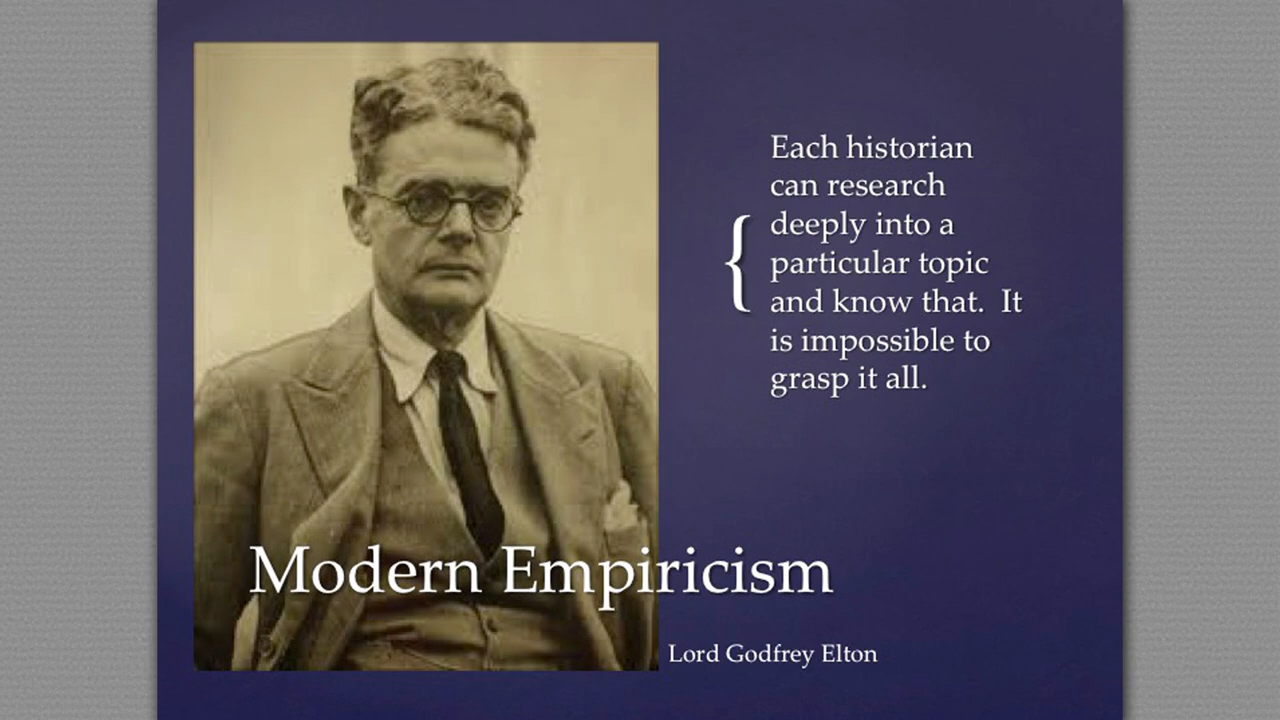 Each historian
can research
deeply into a
particular topic
and know that.  It
is impossible to
grasp it all.
{
Modern Empiricism
Lord Godfrey Elton